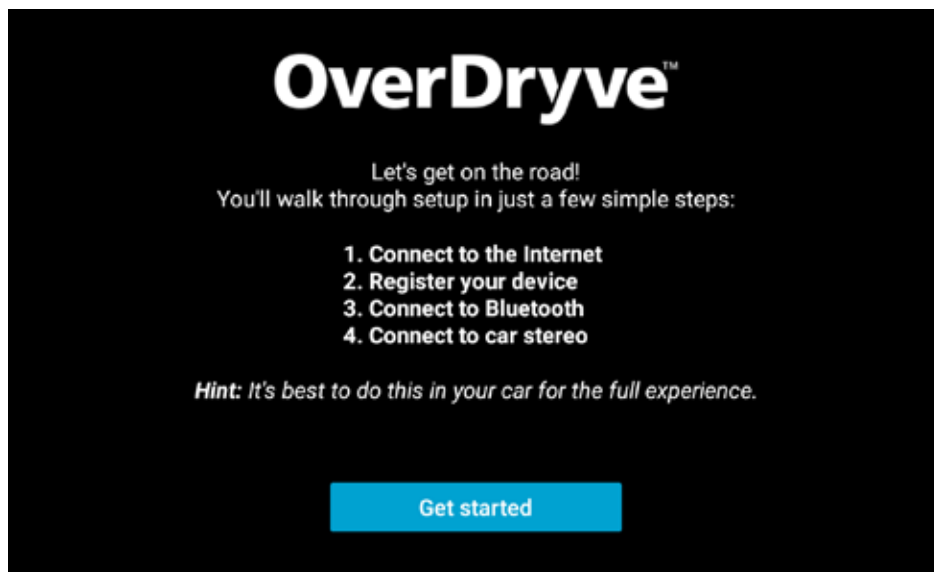 OverDryve™
Let's get on the road!
You'll walk through setup in just a few simple steps:
1. Connect to the Internet
2. Register your device
3. Connect to Bluetooth
4. Connect to car stereo
Hint: It's best to do this in your car for the full experience.
Get started